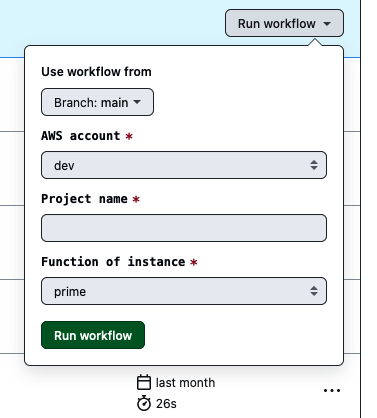 Run workflow
Use workflow from
Branch: main
AWS account *
dev
Project name *
Function of instance *
prime
Run workflow
last month
26s